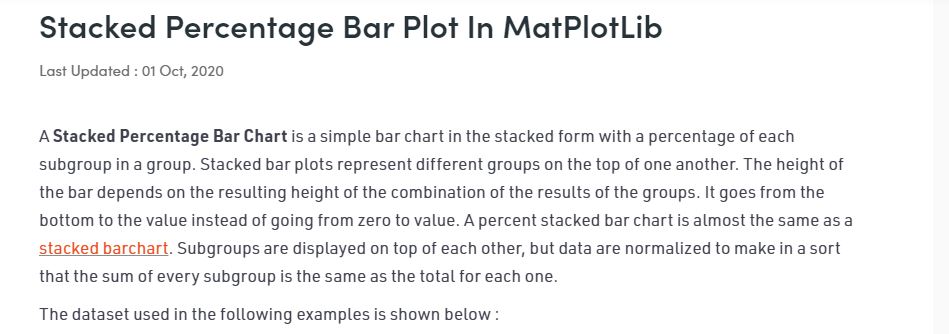 Stacked Percentage Bar Plot In MatPlotLib
Last Updated : 01 Oct, 2020
A Stacked Percentage Bar Chart is a simple bar chart in the stacked form with a percentage of each
subgroup in a group. Stacked bar plots represent different groups on the top of one another. The height of
the bar depends on the resulting height of the combination of the results of the groups. It goes from the
bottom to the value instead of going from zero to value. A percent stacked bar chart is almost the same as a
stacked barchart. Subgroups are displayed on top of each other, but data are normalized to make in a sort
that the sum of every subgroup is the same as the total for each one.
The dataset used in the following examples is shown below :